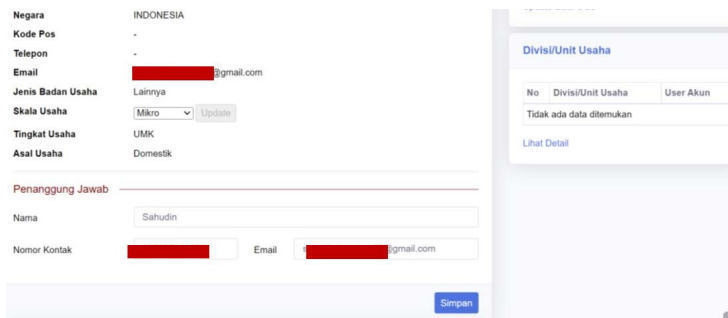 Negara INDONESIA
Kode Pos -
Telepon -
Email @gmail.com
Jenis Badan Usaha Lainnya
Skala Usaha Mikro Update
Tingkat Usaha UMK
Asal Usaha Domestik
Penanggung Jawab
Nama Sahudin
Nomor Kontak Email @gmail.com
Simpan
Divisi/Unit Usaha
No Divisi/Unit Usaha User Akun
Tidak ada data ditemukan
Lihat Detail